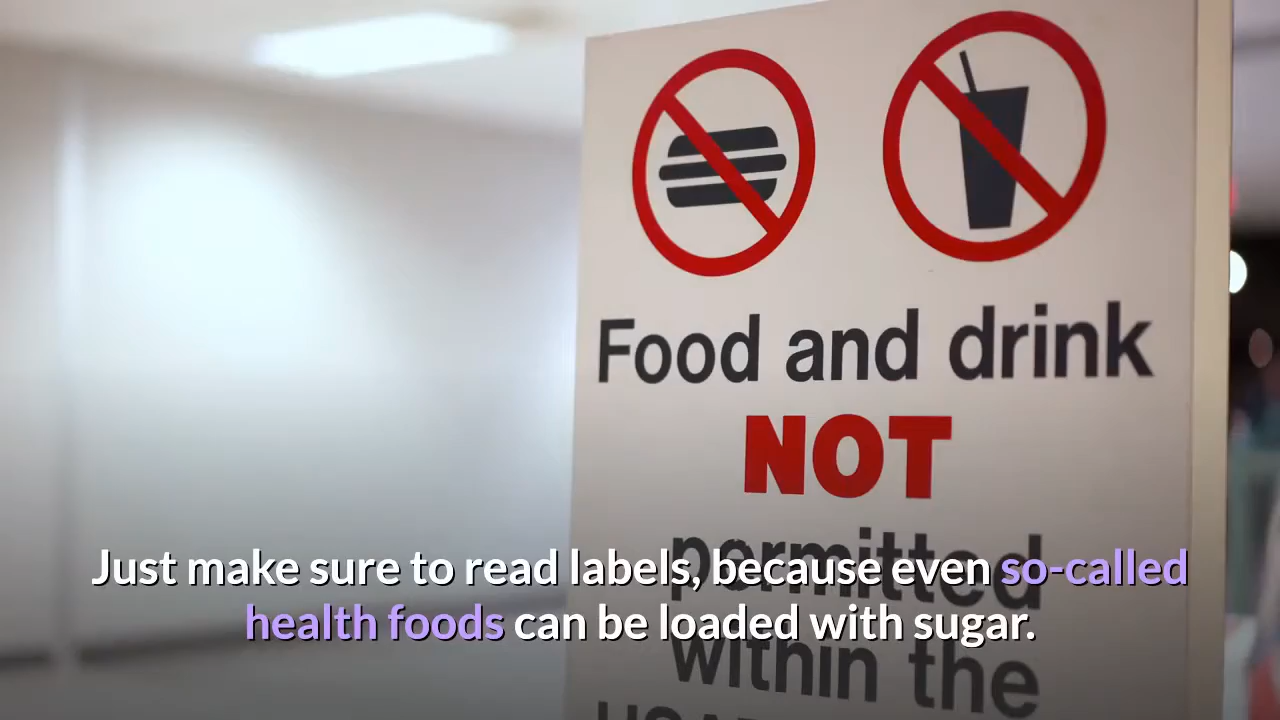 Food and drink
NOT
permitted
within the
Just make sure to read labels, because even so-called
health foods can be loaded with sugar.